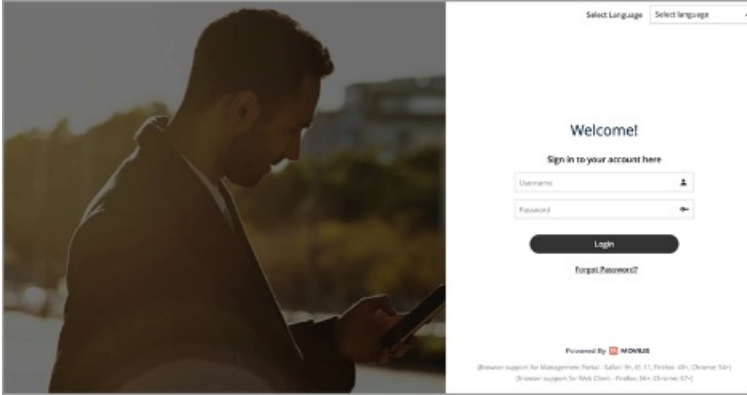 Select Language Select language
Welcome!
Sign in to your account here
Username
Password
Login
Forgot Password?
Powered By MOVIUS
(Browser support for Management Portal - Safari: 9+, IE: 11, Firefox: 49+, Chrome: 54+)
(Browser support for Web Client - Firefox: 56+, Chrome: 57+)